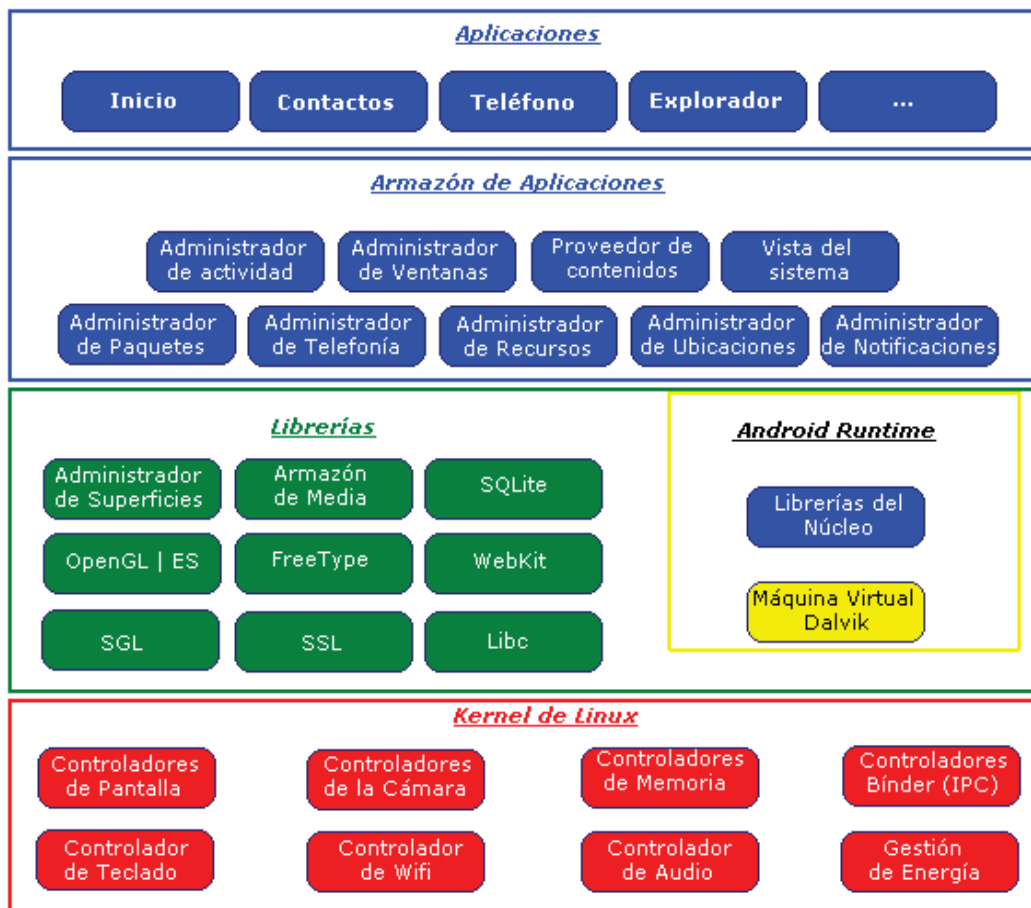 Aplicaciones
Inicio
Contactos
Teléfono
Explorador
...
Armazón de Aplicaciones
Administrador
de actividad
Administrador
de Ventanas
Proveedor de
contenidos
Vista del
sistema
Administrador
de Paquetes
Administrador
de Telefonía
Administrador
de Recursos
Administrador
de Ubicaciones
Administrador
de Notificaciones
Librerías
Administrador
de Superficies
Armazón
de Media
SQLite
OpenGL | ES
FreeType
WebKit
SGL
SSL
Libc
Android Runtime
Librerías del
Núcleo
Máquina Virtual
Dalvik
Kernel de Linux
Controladores
de Pantalla
Controladores
de la Cámara
Controladores
de Memoria
Controladores
Bínder (IPC)
Controlador
de Teclado
Controlador
de Wifi
Controlador
de Audio
Gestión
de Energía